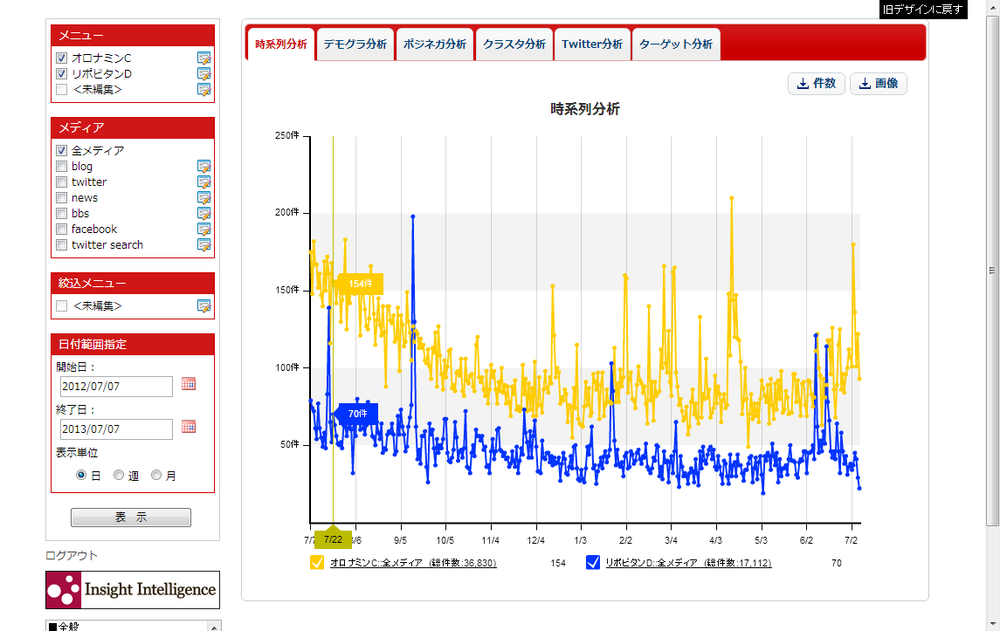 旧デザインに戻す
メニュー
オロナミンC
リポビタンD
<未編集>
メディア
全メディア
blog
twitter
news
bbs
facebook
twitter search
絞込メニュー
<未編集>
日付範囲指定
開始日：
2012/07/07
終了日：
2013/07/07
表示単位
日 週 月
表 示
ログアウト
Insight Intelligence
■全般
時系列分析 デモグラ分析 ポジネガ分析 クラスタ分析 Twitter分析 ターゲット分析
件数 画像
時系列分析
250件
200件
150件
100件
50件
154件
70件
7/7 7/22 8/6 9/5 10/5 11/4 12/4 1/3 2/2 3/4 4/3 5/3 6/2 7/2
オロナミンC::全メディア (総件数:36,830) 154 リポビタンD::全メディア (総件数:17,112) 70